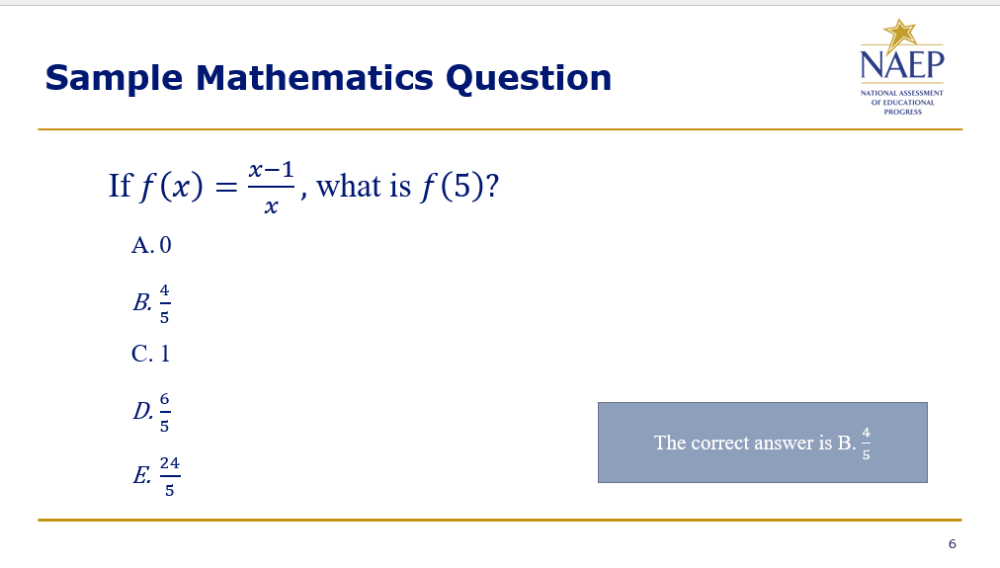 Sample Mathematics Question
NAEP
NATIONAL ASSESSMENT
OF EDUCATIONAL
PROGRESS
If f(x) = \frac{x−1}{x}, what is f(5)?
A. 0
B. \frac{4}{5}
C. 1
D. \frac{6}{5}
E. \frac{24}{5}
The correct answer is B. \frac{4}{5}
6